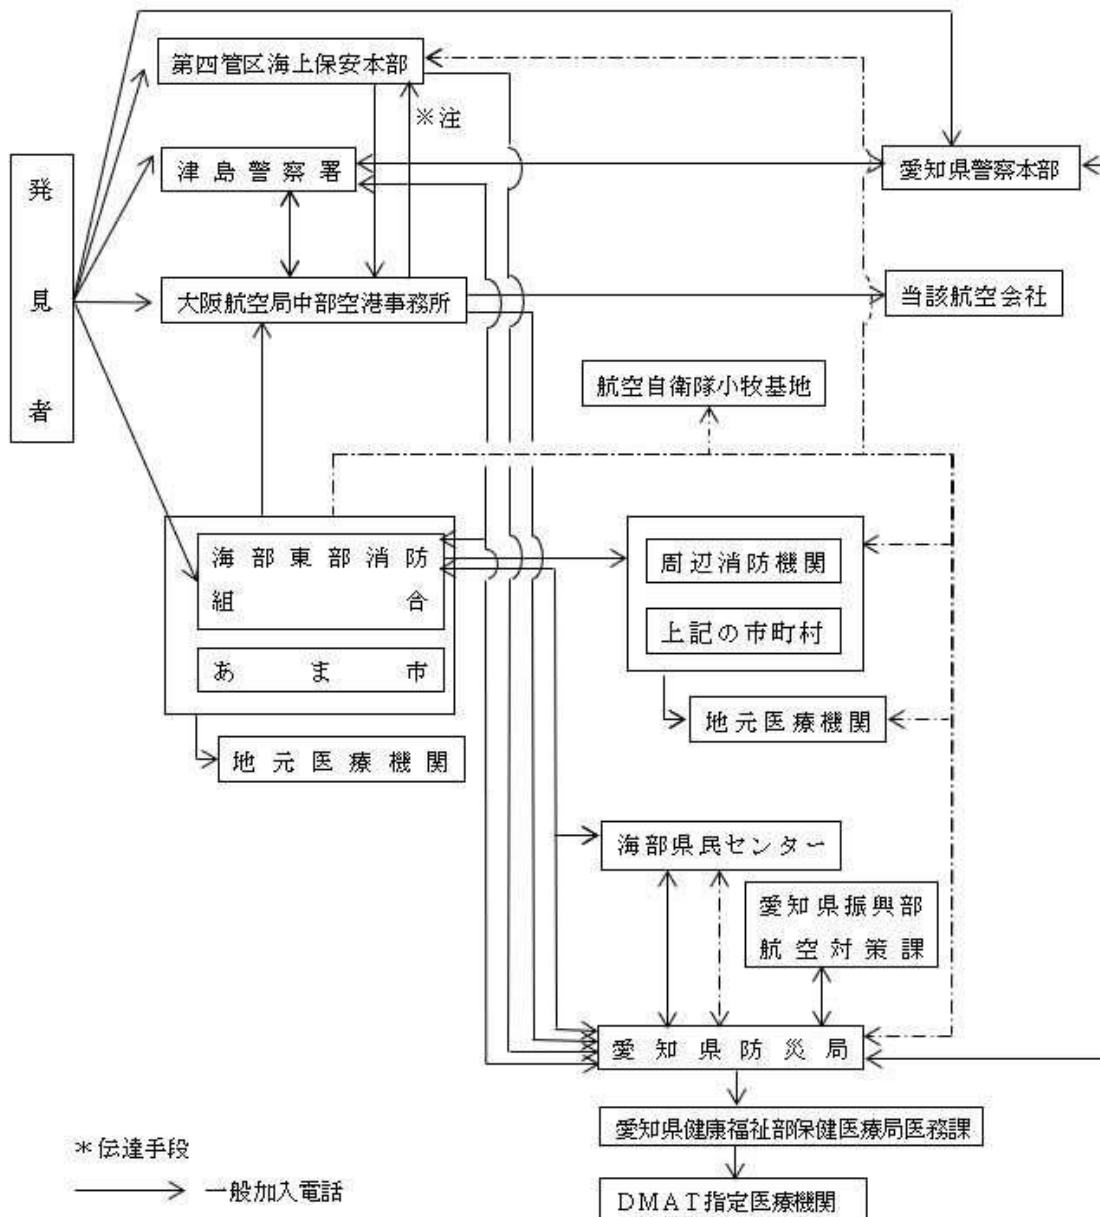 第四管区海上保安本部
※注
津島警察署
愛知県警察本部
発見者
大阪航空局中部空港事務所
当該航空会社
航空自衛隊小牧基地
海部東部消防
組合
周辺消防機関
上記の市町村
あま市
地元医療機関
地元医療機関
海部県民センター
愛知県振興部
航空対策課
愛知県防災局
愛知県健康福祉部保健医療局医務課
DMAT指定医療機関
*伝達手段
一般加入電話